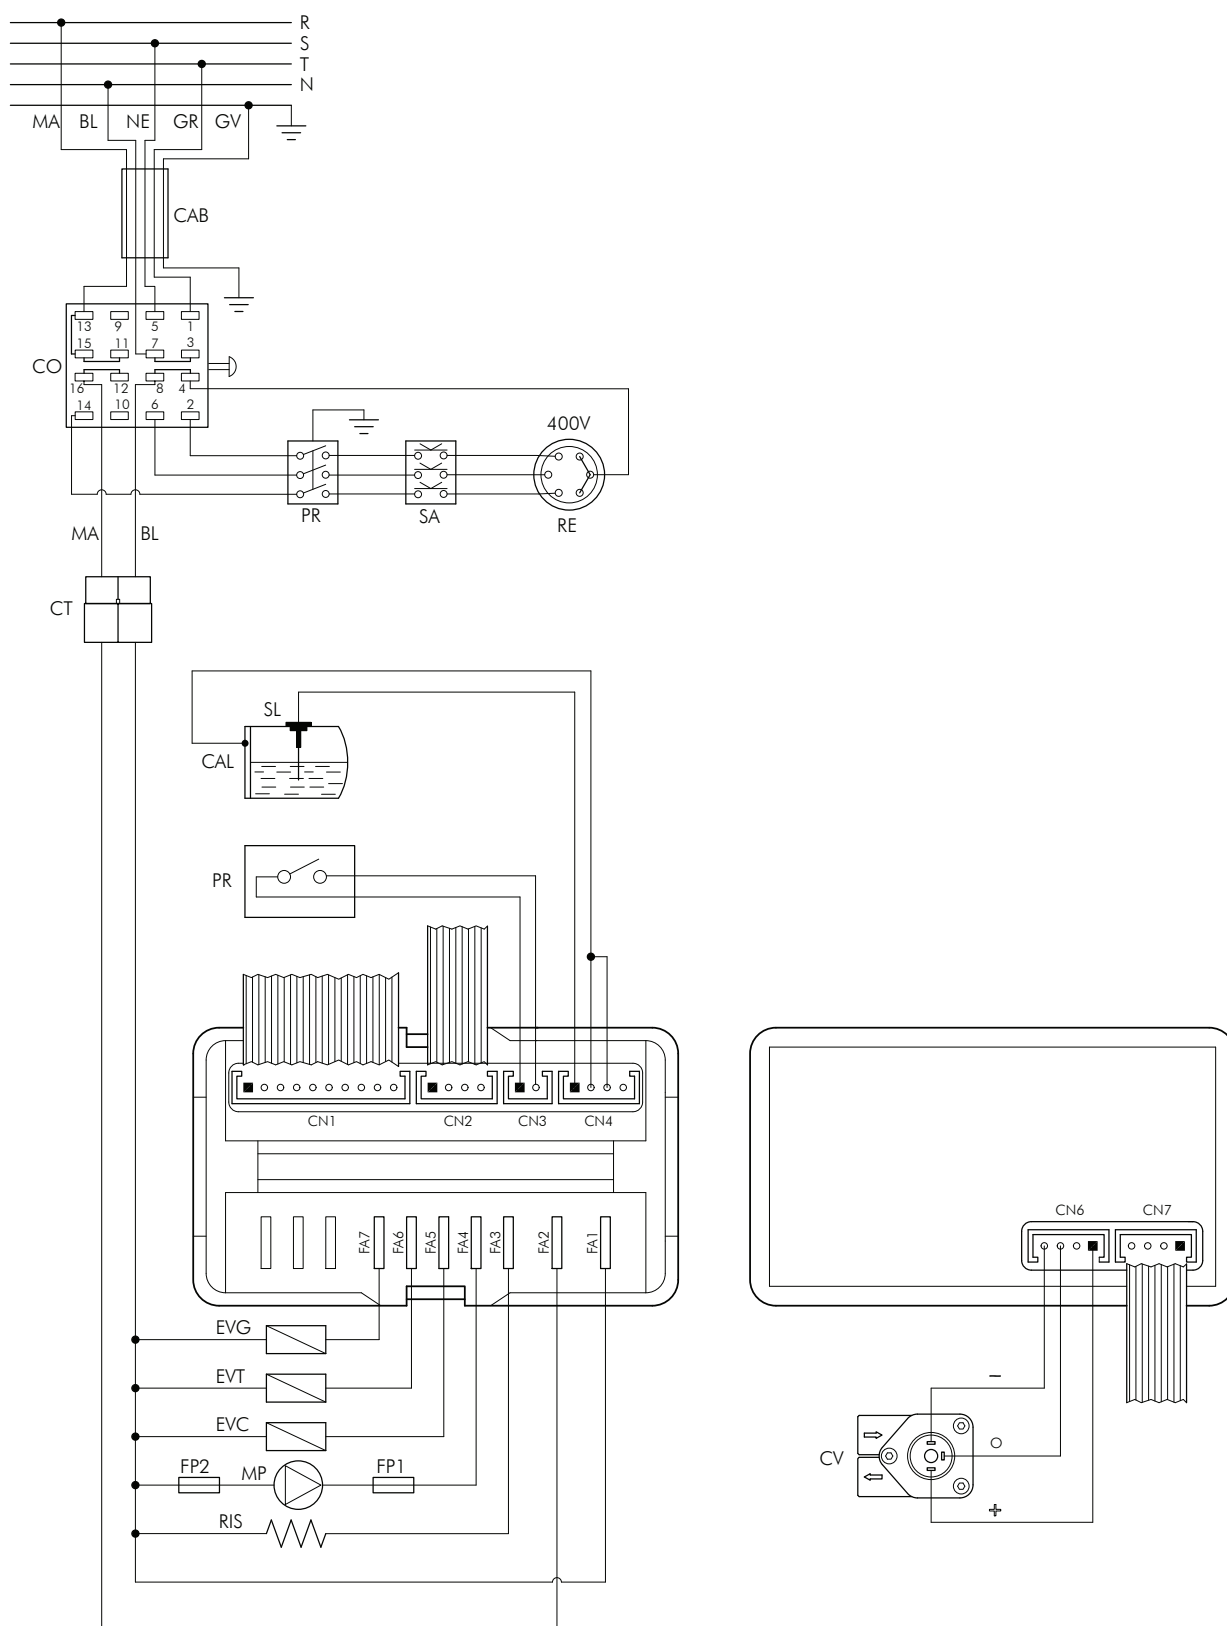 R
S
T
N
MA BL NE GR GV
CAB
13 9 5 1
15 11 7 3
CO
16 12 8 4
14 10 6 2
400V
PR SA RE
MA BL
CT
SL
CAL
PR
CN1 CN2 CN3 CN4
FA7 FA6 FA5 FA4 FA3 FA2 FA1
CN6 CN7
EVG
EVT
EVC
FP2 MP FP1
RIS
−
CV
O
+